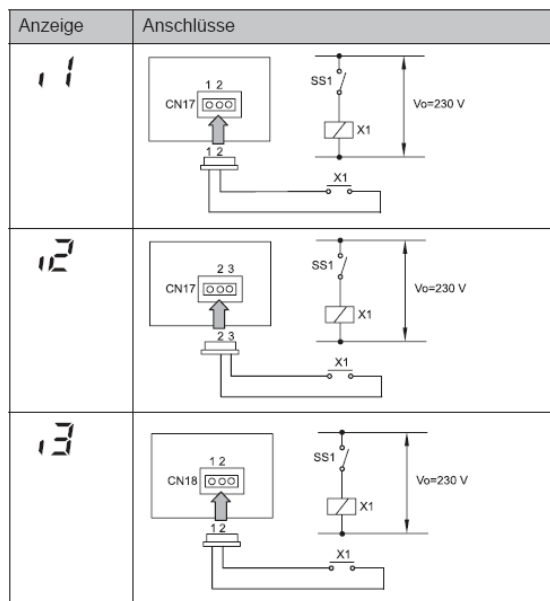 Anzeige Anschlüsse
i1
1 2
CN17
1 2
X1
SS1
X1
Vo=230 V
i2
2 3
CN17
2 3
X1
SS1
X1
Vo=230 V
i3
1 2
CN18
1 2
X1
SS1
X1
Vo=230 V